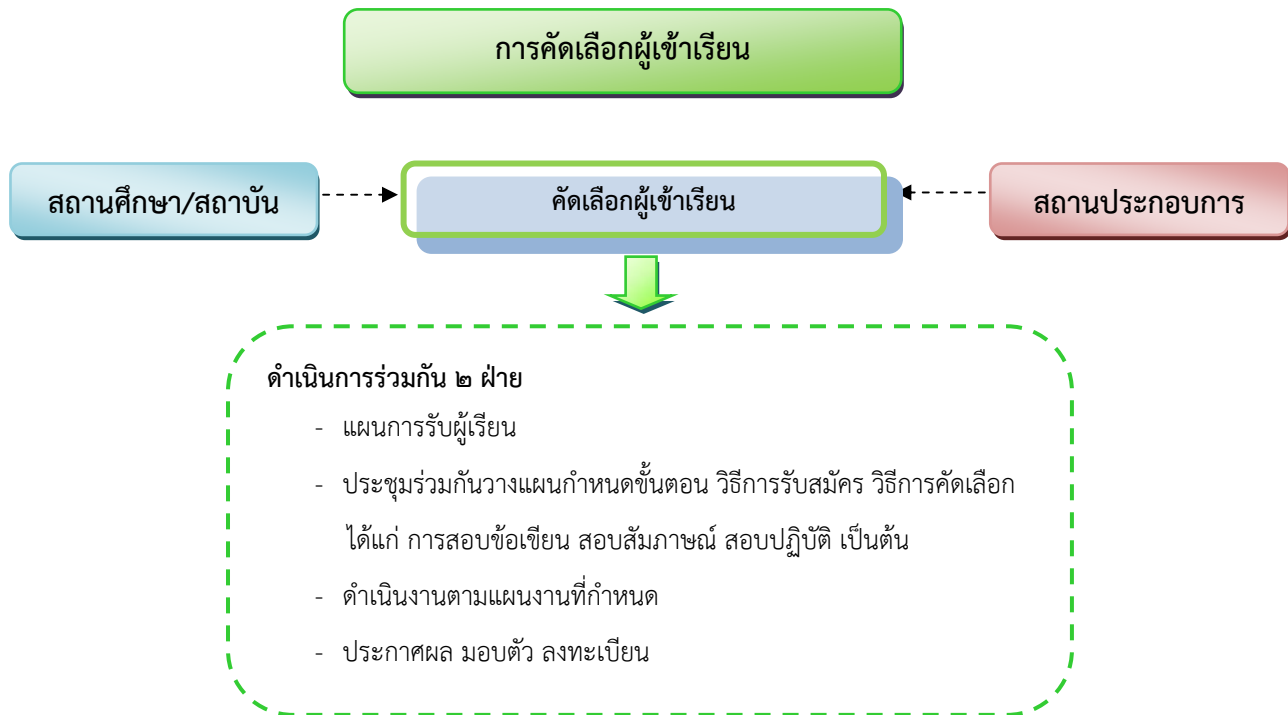 การคัดเลือกผู้เข้าเรียน
สถานศึกษา/สถาบัน
คัดเลือกผู้เข้าเรียน
สถานประกอบการ
ดำเนินการร่วมกัน ๒ ฝ่าย
- แผนการรับผู้เรียน
- ประชุมร่วมกันวางแผนกำหนดขั้นตอน วิธีการรับสมัคร วิธีการคัดเลือก
ได้แก่ การสอบข้อเขียน สอบสัมภาษณ์ สอบปฏิบัติ เป็นต้น
- ดำเนินงานตามแผนงานที่กำหนด
- ประกาศผล มอบตัว ลงทะเบียน